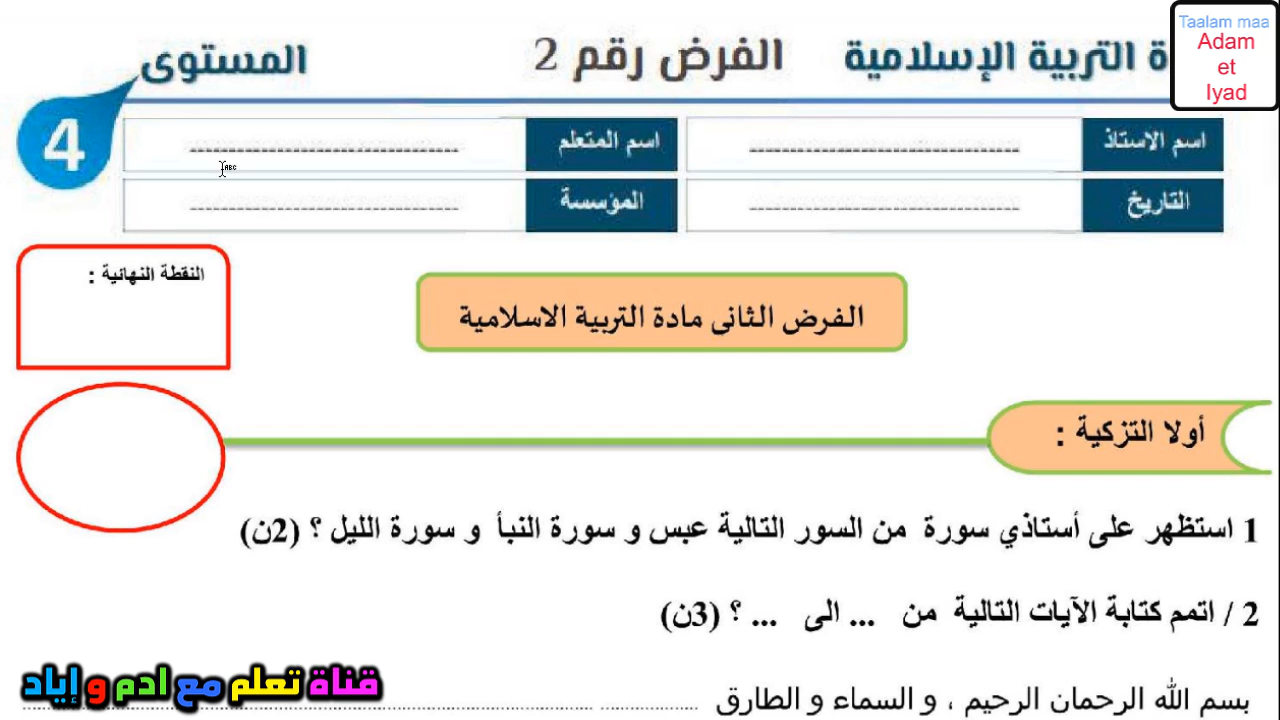 Taalam maa
Adam
et
Iyad
ة التربية الإسلامية الفرض رقم 2 المستوى
4
اسم الاستاذ اسم المتعلم
التاريخ المؤسسة
النقطة النهائية :
الفرض الثانى مادة التربية الاسلامية
أولا التزكية :
1 استظهر على أستاذي سورة من السور التالية عبس و سورة النبأ و سورة الليل ؟ (2ن)
2 / اتمم كتابة الآيات التالية من ... الى ... ؟ (3ن)
بسم الله الرحمان الرحيم ، و السماء و الطارق
قناة تعلم مع ادم و إياد